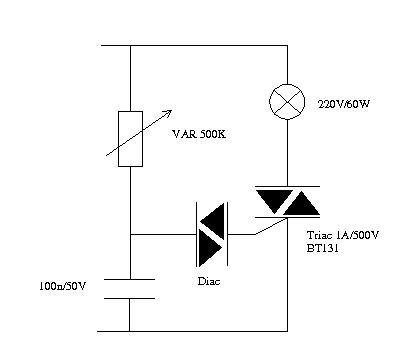 220V/60W
VAR 500K
Triac 1A/500V
BT131
Diac
100n/50V